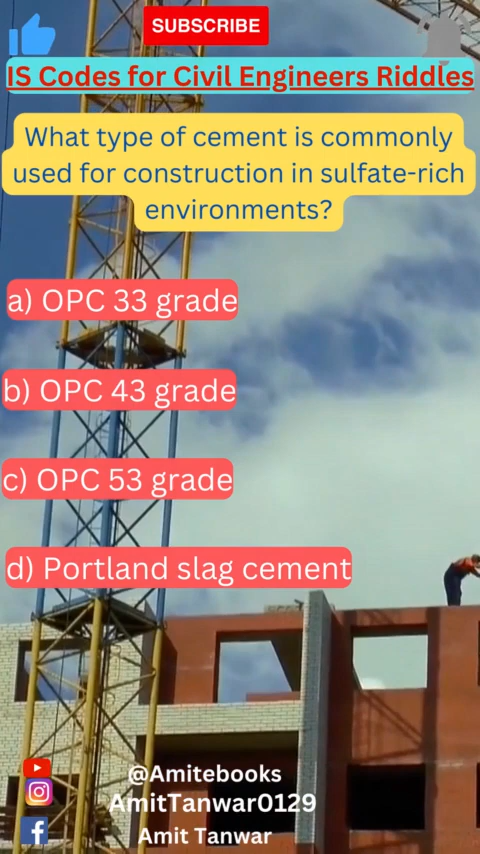 SUBSCRIBE
IS Codes for Civil Engineers Riddles
What type of cement is commonly
used for construction in sulfate-rich
environments?
a) OPC 33 grade
b) OPC 43 grade
c) OPC 53 grade
d) Portland slag cement
@Amitebooks
AmitTanwar0129
Amit Tanwar